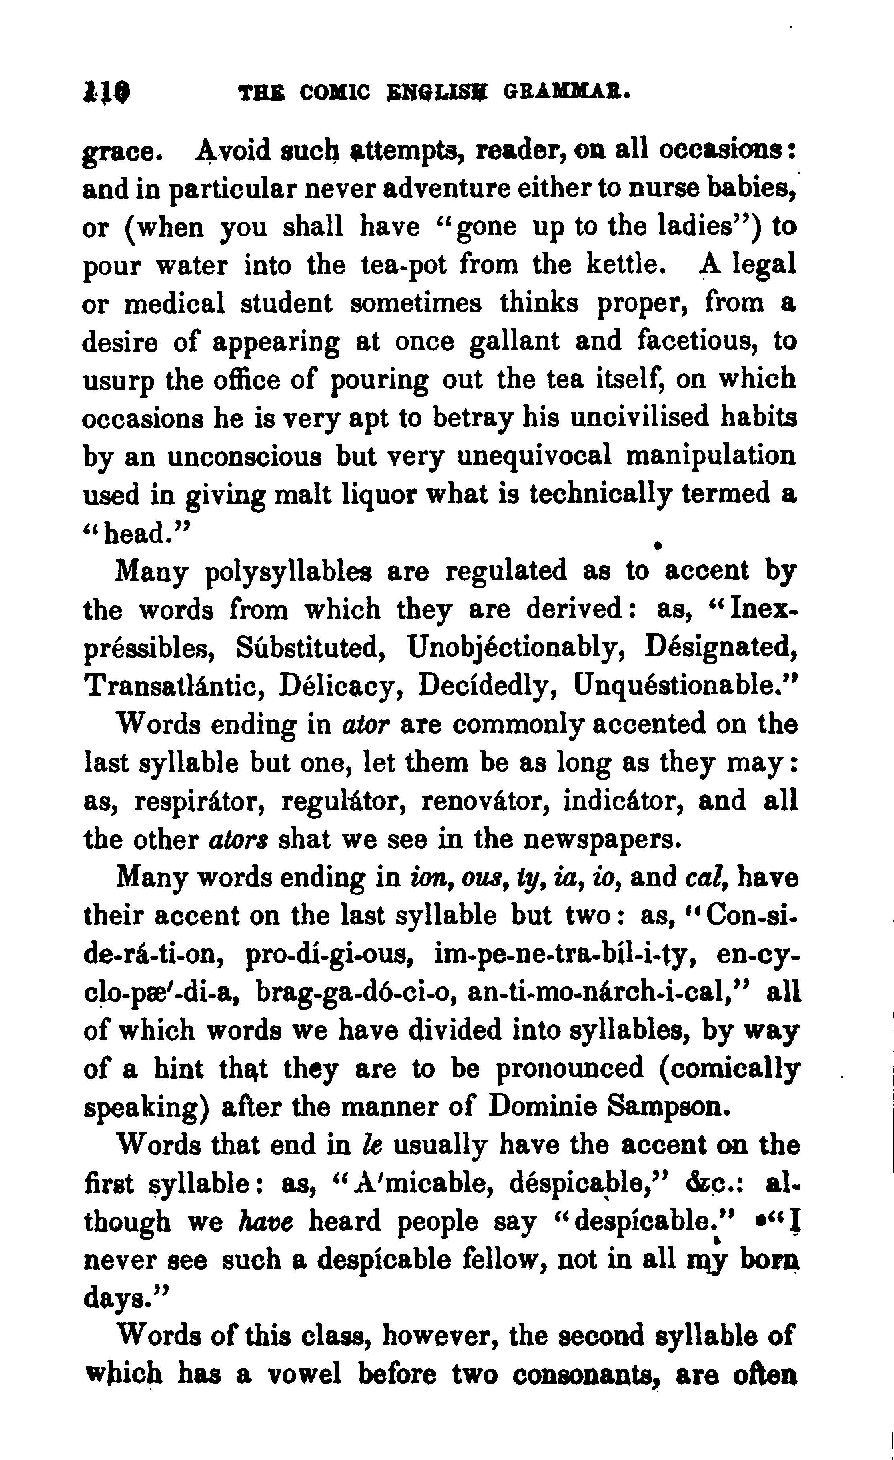 110 THE COMIC ENGLISH GRAMMAR.
grace. Avoid such attempts, reader, on all occasions:
and in particular never adventure either to nurse babies,
or (when you shall have "gone up to the ladies") to
pour water into the tea-pot from the kettle. A legal
or medical student sometimes thinks proper, from a
desire of appearing at once gallant and facetious, to
usurp the office of pouring out the tea itself, on which
occasions he is very apt to betray his uncivilised habits
by an unconscious but very unequivocal manipulation
used in giving malt liquor what is technically termed a
"head."
Many polysyllables are regulated as to accent by
the words from which they are derived: as, "Inex-
préssibles, Súbstituted, Unobjéctionably, Désignated,
Transatlántic, Délicacy, Decídedly, Unquéstionable."
Words ending in ator are commonly accented on the
last syllable but one, let them be as long as they may:
as, respirátor, regulátor, renovátor, indicátor, and all
the other ators shat we see in the newspapers.
Many words ending in ion, ous, ty, ia, io, and cal, have
their accent on the last syllable but two: as, "Con-si-
de-rá-ti-on, pro-dí-gi-ous, im-pe-ne-tra-bíl-i-ty, en-cy-
clo-pæ'-di-a, brag-ga-dó-ci-o, an-ti-mo-nárch-i-cal," all
of which words we have divided into syllables, by way
of a hint that they are to be pronounced (comically
speaking) after the manner of Dominie Sampson.
Words that end in le usually have the accent on the
first syllable: as, "A'micable, déspicable," &c.: al-
though we have heard people say "despícable." "I
never see such a despícable fellow, not in all my born
days."
Words of this class, however, the second syllable of
which has a vowel before two consonants, are often